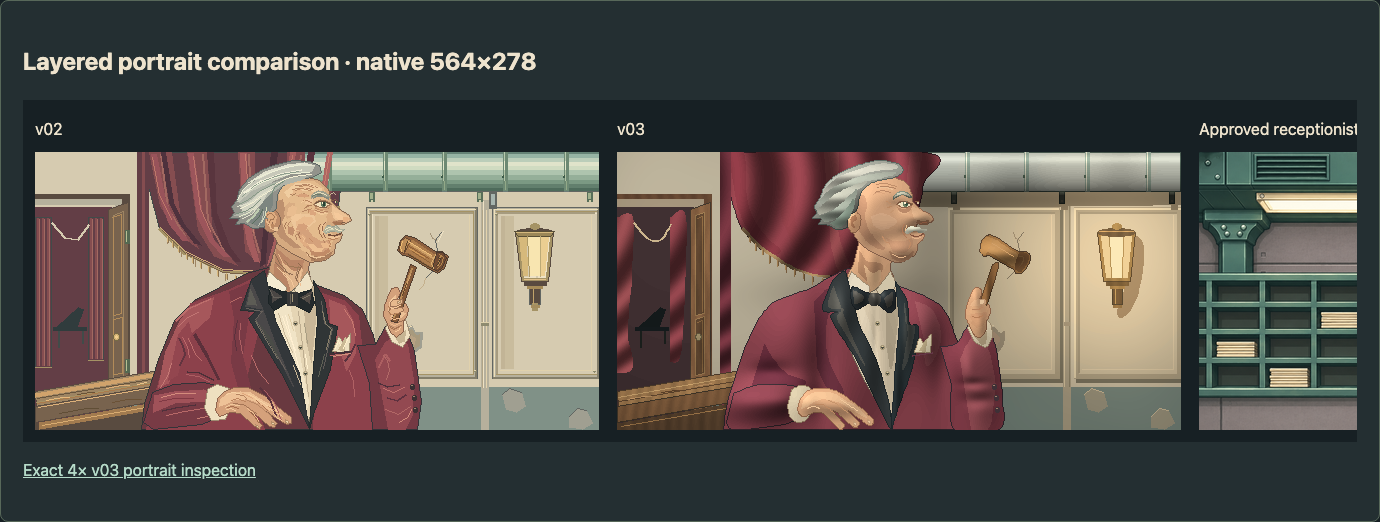 Layered portrait comparison · native 564×278
v02
v03
Approved receptionist
Exact 4× v03 portrait inspection